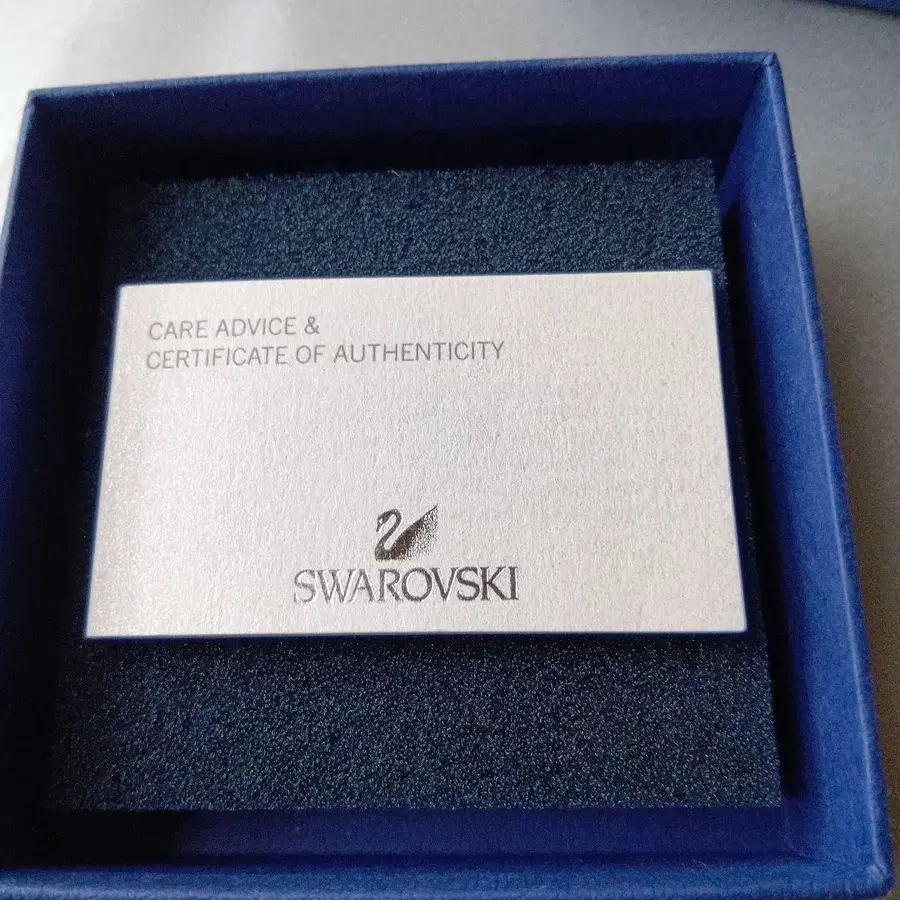 CARE ADVICE &
CERTIFICATE OF AUTHENTICITY
SWAROVSKI